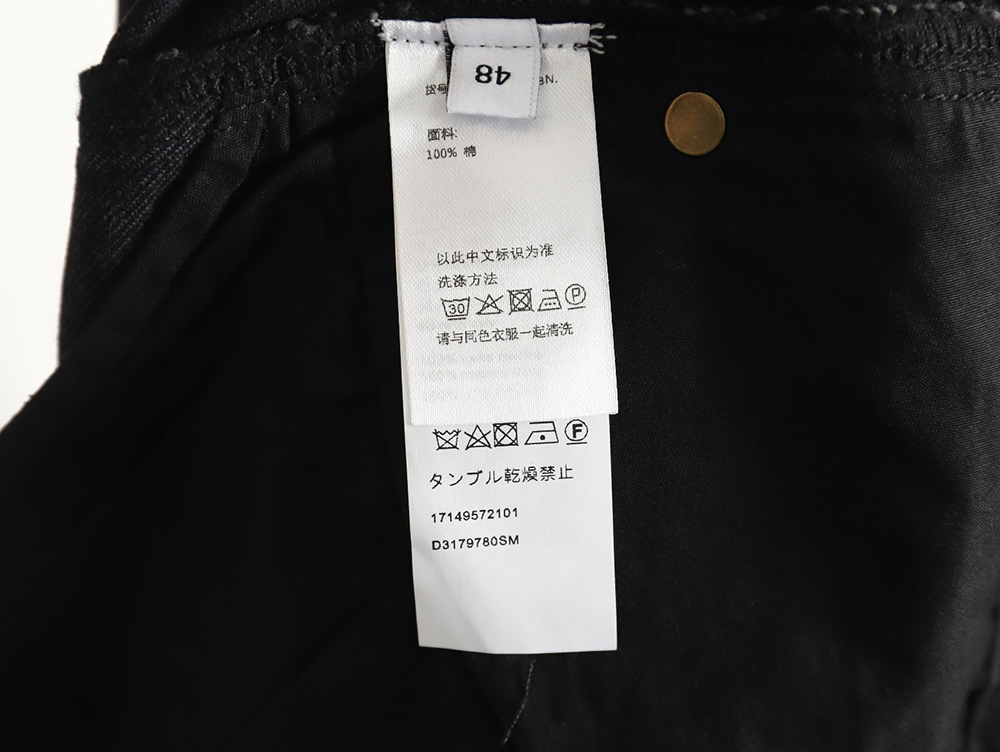 48
货号
BN.
面料:
100% 棉
以此中文标识为准
洗涤方法
30 P
请与同色衣服一起清洗
F
タンブル乾燥禁止
17149572101
D3179780SM